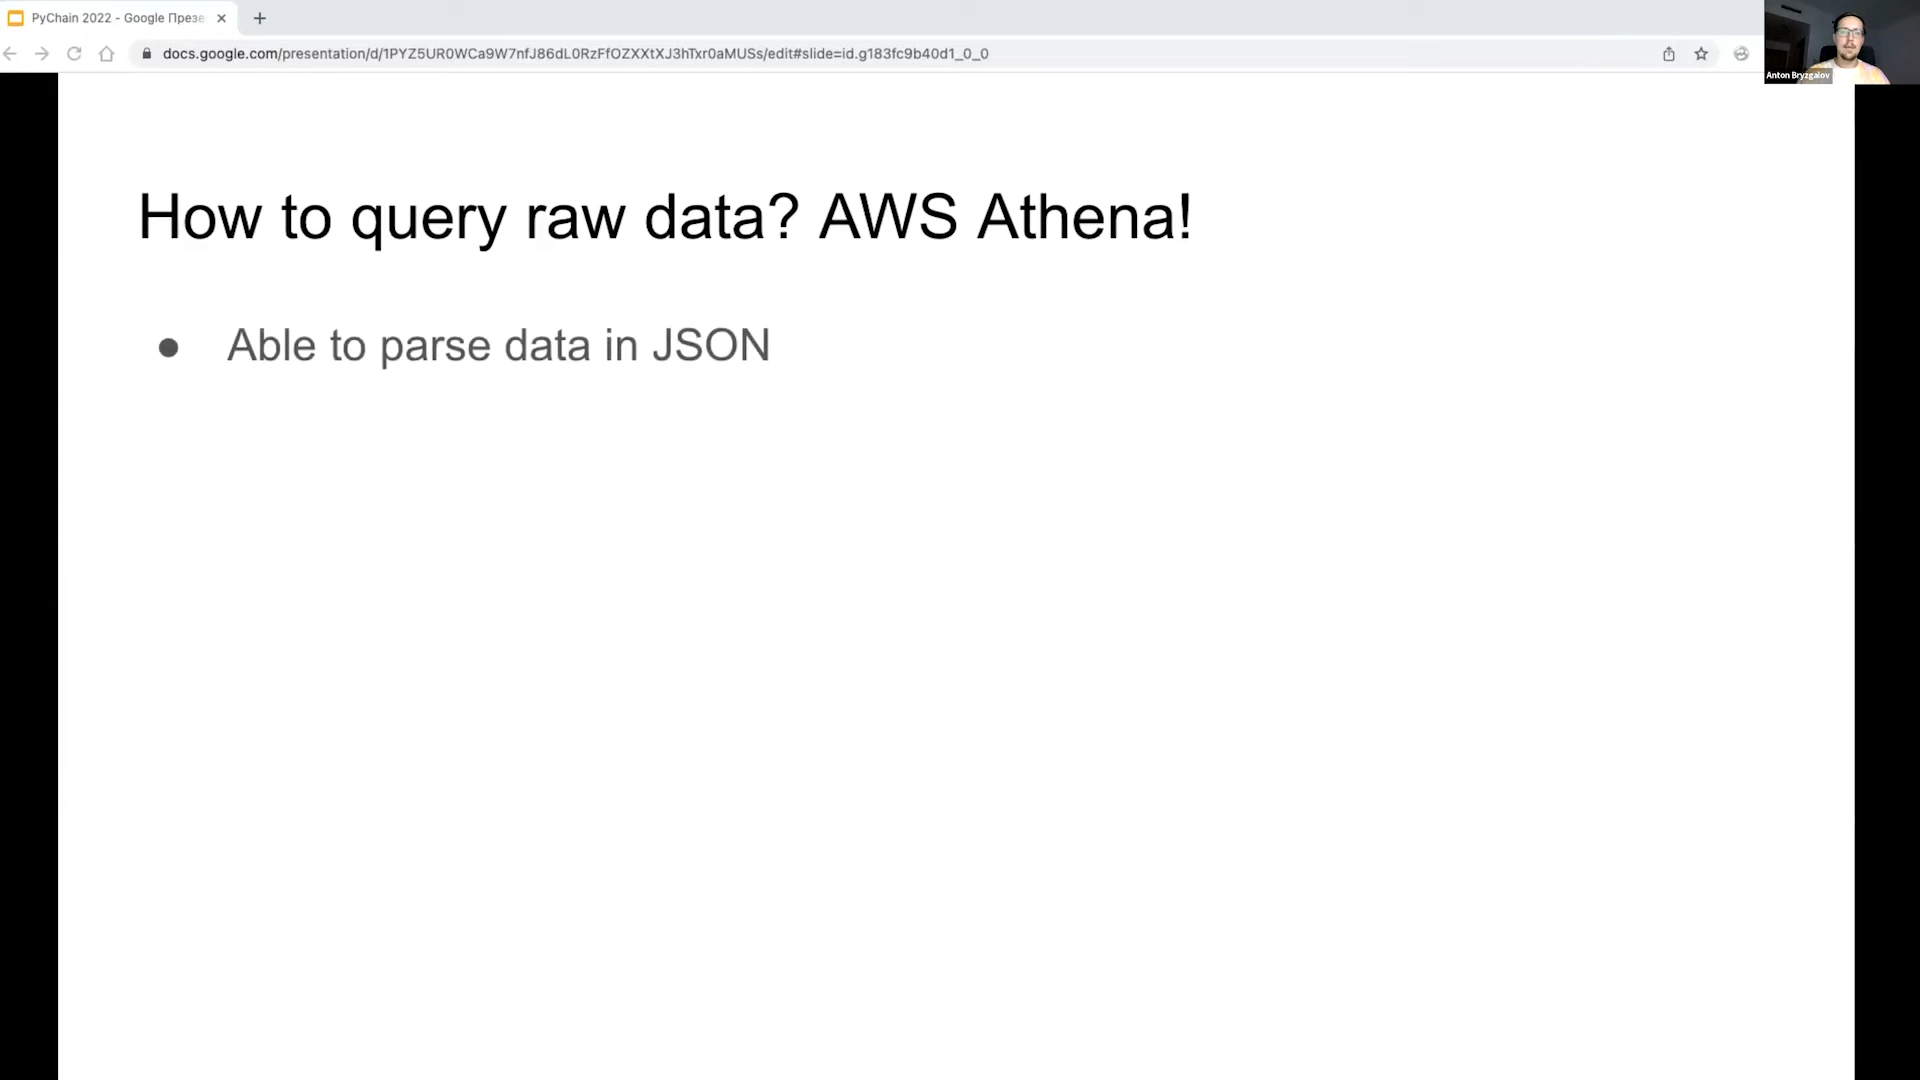 PyChain 2022 - Google Презе
docs.google.com/presentation/d/1PYZ5UR0WCa9W7nfJ86dL0RzFfOZXXtXJ3hTxr0aMUSs/edit#slide=id.g183fc9b40d1_0_0
Anton Bryzgalov
How to query raw data? AWS Athena!
● Able to parse data in JSON